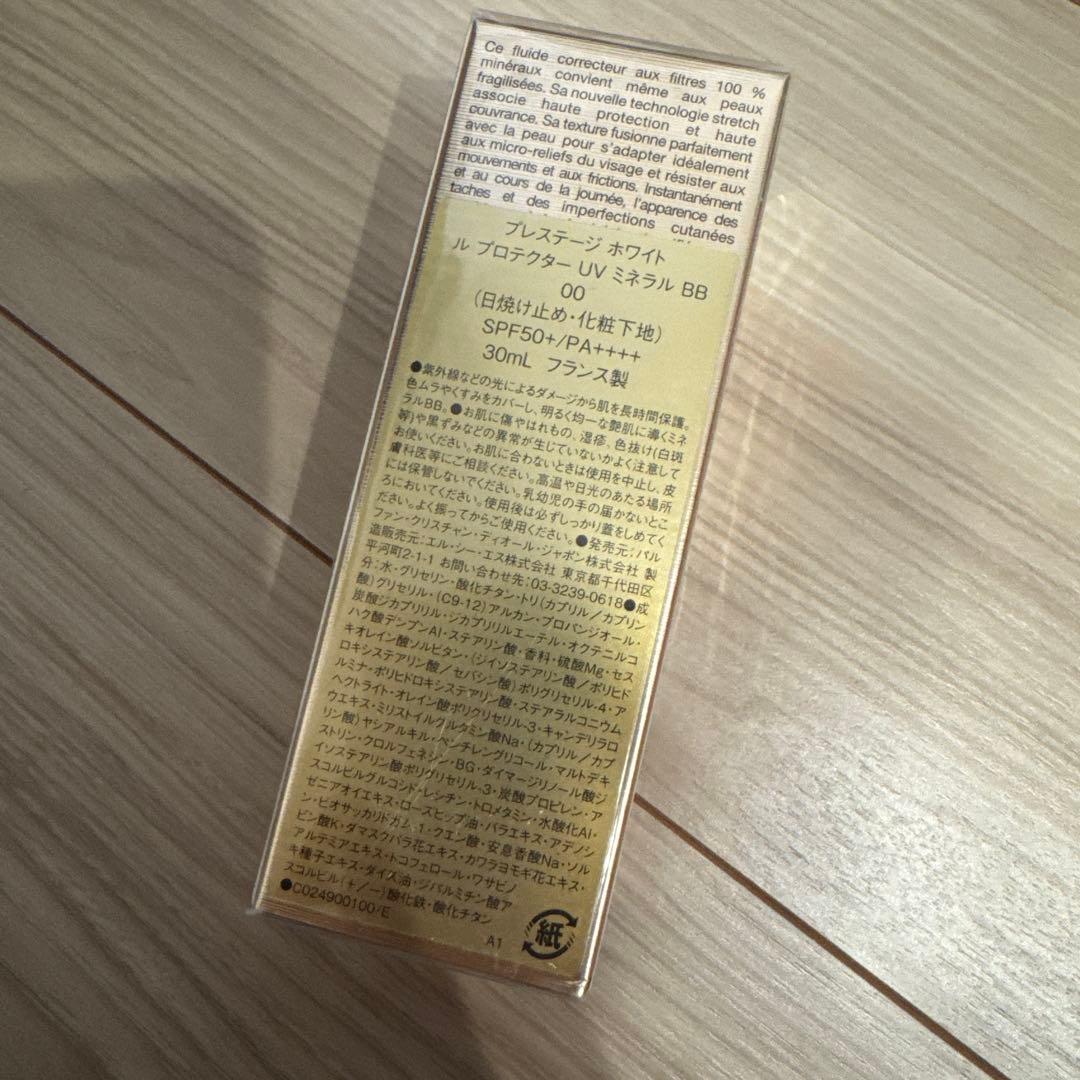 Ce fluide correcteur aux filtres 100 %
minéraux convient même aux peaux
fragilisées. Sa nouvelle technologie stretch
associe haute protection et haute
couvrance. Sa texture fusionne parfaitement
avec la peau pour s'adapter idéalement
aux micro-reliefs du visage et résister aux
mouvements et aux frictions. Instantanément
et au cours de la journée, l'apparence des
taches et des imperfections cutanées
プレステージ ホワイト
ル プロテクター UV ミネラル BB
00
(日焼け止め・化粧下地)
SPF50+/PA++++
30mL フランス製
●紫外線などの光によるダメージから肌を長時間保護。
色ムラやくすみをカバーし、明るく均一な艶肌に導くミネ
ラルBB。●お肌に傷やはれもの、湿疹、色抜け(白斑
等)や黒ずみなどの異常が生じていないかよく注意して
お使いください。お肌に合わないときは使用を中止し、皮
膚科医等にご相談ください。高温や日光のあたる場所
には保管しないでください。乳幼児の手の届かないとこ
ろにおいてください。使用後は必ずしっかり蓋をしめてく
ださい。よく振ってからご使用ください。●発売元:パル
ファン・クリスチャン・ディオール・ジャポン株式会社 製
造販売元:エル・シー・エス株式会社 東京都千代田区
平河町2-1-1 お問い合わせ先:03-3239-0618●成
分:水・グリセリン・酸化チタン・トリ(カプリル/カプリン
酸)グリセリル・(C9-12)アルカン・プロパンジオール・
炭酸ジカプリリル・ジカプリリルエーテル・オクテニルコ
ハク酸デンプンAl・ステアリン酸・香料・硫酸Mg・セス
キオレイン酸ソルビタン・(ジイソステアリン酸/ポリヒド
ロキシステアリン酸/セバシン酸)ポリグリセリル-4・ア
ルミナ・ポリヒドロキシステアリン酸・ステアラルコニウム
ヘクトライト・オレイン酸ポリグリセリル-3・キャンデリラロ
ウエキス・ミリストイルグルタミン酸Na・(カプリル/カプ
リン酸)ヤシアルキル・ペンチレングリコール・マルトデキ
ストリン・クロルフェネシン・BG・ダイマージリノール酸ジ
イソステアリン酸ポリグリセリル-3・炭酸プロピレン・ア
スコルビルグルコシド・レシチン・トロメタミン・水酸化Al・
ゼニアオイエキス・ローズヒップ油・バラエキス・アデノシ
ン・ビオサッカリドガム-1・クエン酸・安息香酸Na・ソル
ビン酸K・ダマスクバラ花エキス・カワラヨモギ花エキス・
アルテミアエキス・トコフェロール・ワサビノ
キ種子エキス・ダイズ油・ジパルミチン酸ア
スコルビル(+/-)酸化鉄・酸化チタン
●C024900100/E
A1
紙